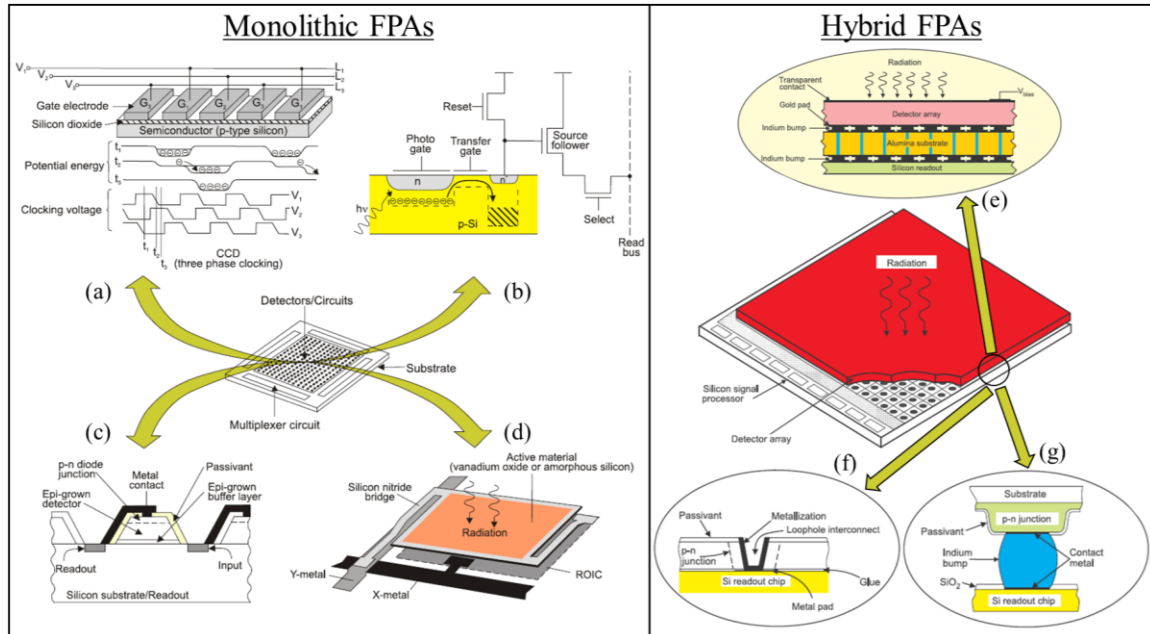 Monolithic FPAs
V₁
V₂
V₃
L₁
L₂
L₃
G₃ G₁ G₂ G₃ G₁
Gate electrode
Silicon dioxide
Semiconductor (p-type silicon)
Potential energy
t₁
t₂
t₃
Clocking voltage
V₁
V₂
V₃
t₁
t₂
t₃
CCD
(three phase clocking)
(a)
Reset
Photo
gate
Transfer
gate
Source
follower
n
n
hν
p-Si
Select
Read
bus
(b)
Detectors/Circuits
Substrate
Multiplexer circuit
(c)
p-n diode
junction
Metal
contact
Passivant
Epi-grown
buffer layer
Epi-grown
detector
Readout
Input
Silicon substrate/Readout
(d)
Active material
(vanadium oxide or amorphous silicon)
Silicon nitride
bridge
Radiation
Y-metal
X-metal
ROIC
Hybrid FPAs
Radiation
Transparent
contact
Vbias
Gold pad
Detector array
Indium bump
Alumina substrate
Indium bump
Silicon readout
(e)
Radiation
Silicon signal
processor
Detector array
(f)
Passivant
Metallization
Loophole interconnect
p-n
junction
Si readout chip
Glue
Metal pad
(g)
Substrate
p-n junction
Passivant
Indium
bump
Contact
metal
SiO₂
Si readout chip